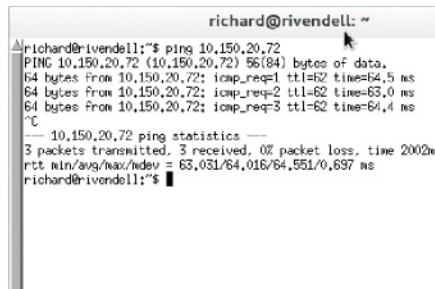 richard@rivendell: ~
richard@rivendell:~$ ping 10.150.20.72
PING 10.150.20.72 (10.150.20.72) 56(84) bytes of data.
64 bytes from 10.150.20.72: icmp_req=1 ttl=62 time=64.5 ms
64 bytes from 10.150.20.72: icmp_req=2 ttl=62 time=63.0 ms
64 bytes from 10.150.20.72: icmp_req=3 ttl=62 time=64.4 ms
^C
--- 10.150.20.72 ping statistics ---
3 packets transmitted, 3 received, 0% packet loss, time 2002m
rtt min/avg/max/mdev = 63.031/64.016/64.551/0.697 ms
richard@rivendell:~$